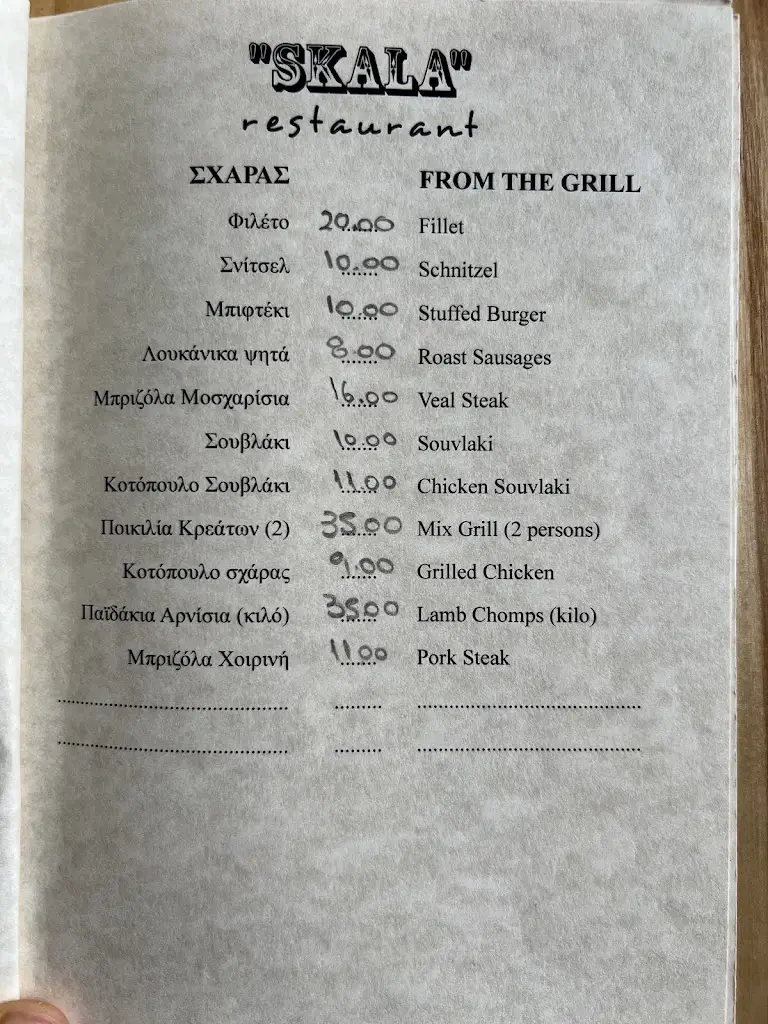 "SKALA"
restaurant
ΣΧΑΡΑΣ FROM THE GRILL
Φιλέτο 20.00 Fillet
Σνίτσελ 10.00 Schnitzel
Μπιφτέκι 10.00 Stuffed Burger
Λουκάνικα ψητά 8.00 Roast Sausages
Μπριζόλα Μοσχαρίσια 16.00 Veal Steak
Σουβλάκι 10.00 Souvlaki
Κοτόπουλο Σουβλάκι 11.00 Chicken Souvlaki
Ποικιλία Κρεάτων (2) 35.00 Mix Grill (2 persons)
Κοτόπουλο σχάρας 9.00 Grilled Chicken
Παϊδάκια Αρνίσια (κιλό) 35.00 Lamb Chomps (kilo)
Μπριζόλα Χοιρινή 11.00 Pork Steak